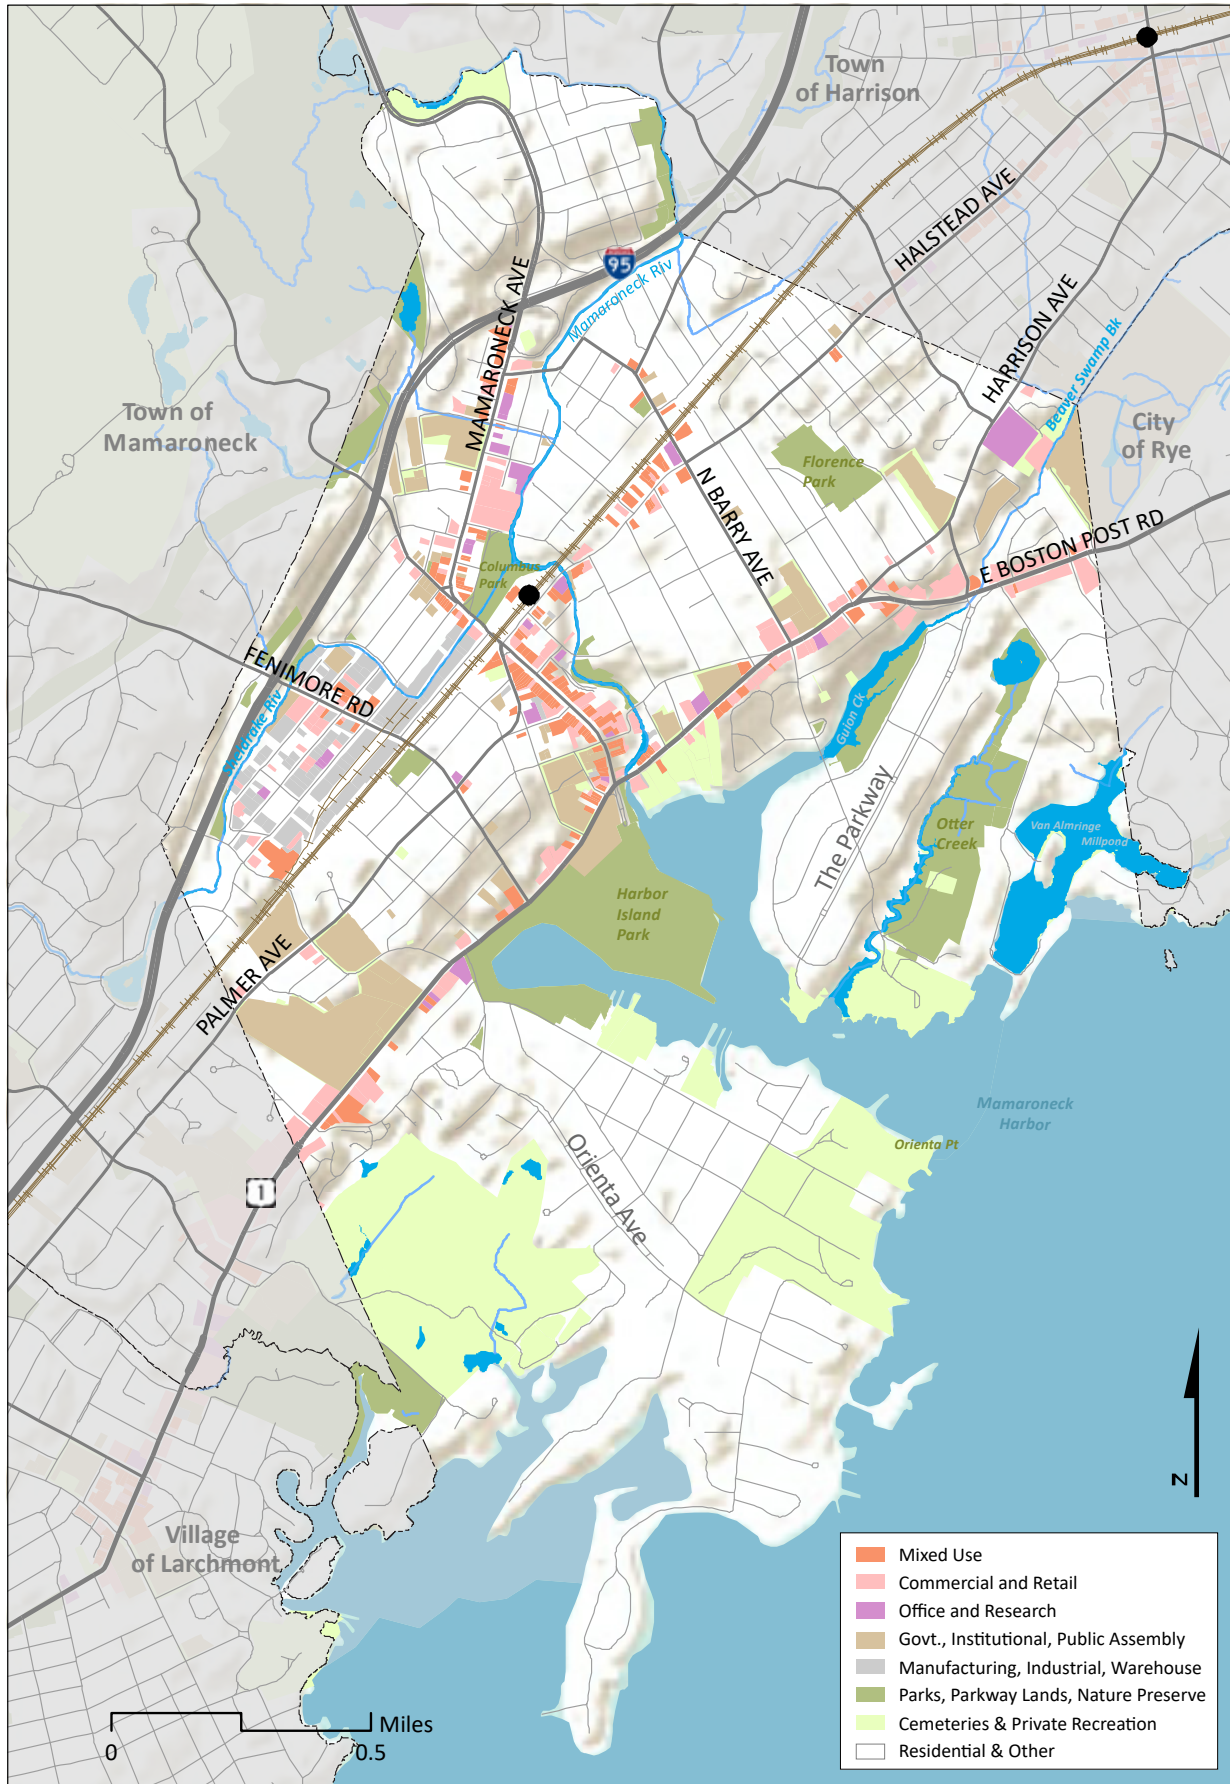 Town
of Harrison
HALSTEAD AVE
95
Mamaroneck Riv
MAMARONECK AVE
HARRISON AVE
Beaver Swamp Bk
Town of
Mamaroneck
City
of Rye
Florence
Park
N BARRY AVE
E BOSTON POST RD
Columbus
Park
FENIMORE RD
Sheldrake Riv
Guion Ck
The Parkway
Otter
Creek
Van Almringe
Millpond
Harbor
Island
Park
PALMER AVE
Mamaroneck
Harbor
Orienta Pt
Orienta Ave
1
N
Village
of Larchmont
Mixed Use
Commercial and Retail
Office and Research
Govt., Institutional, Public Assembly
Manufacturing, Industrial, Warehouse
Parks, Parkway Lands, Nature Preserve
Cemeteries & Private Recreation
Residential & Other
Miles
0 0.5